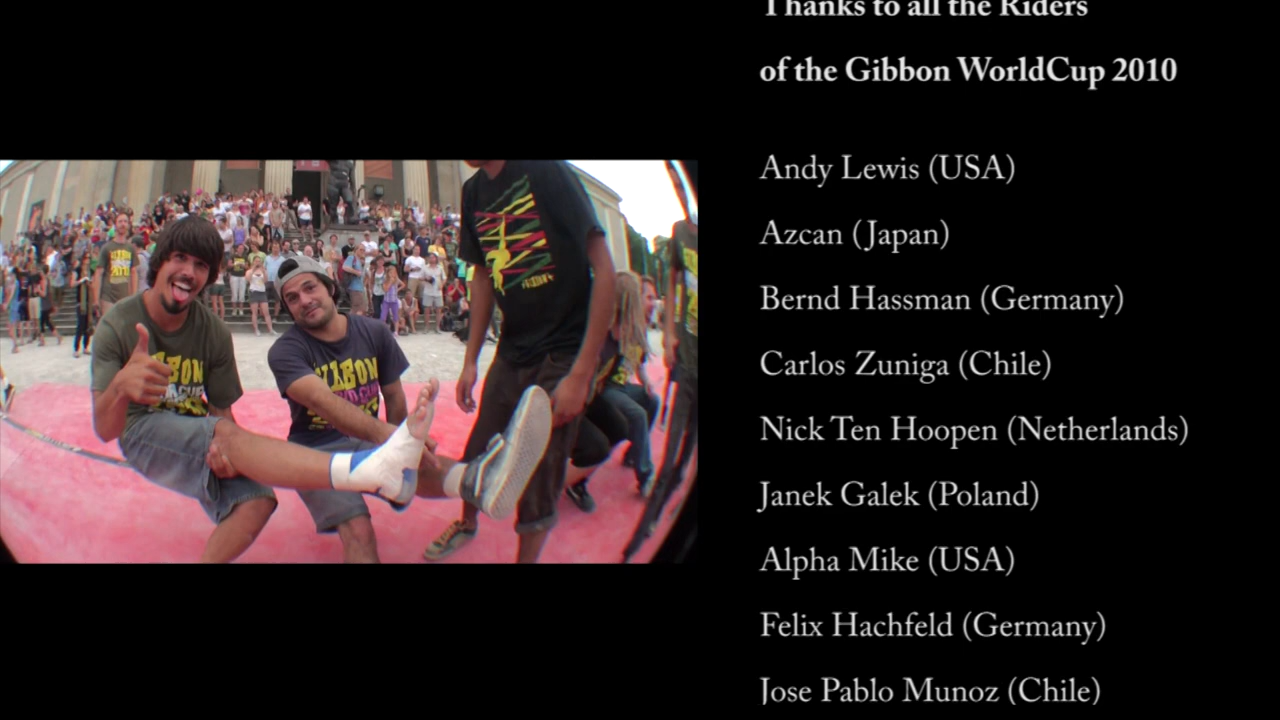 Thanks to all the Riders
of the Gibbon WorldCup 2010
Andy Lewis (USA)
Azcan (Japan)
Bernd Hassman (Germany)
Carlos Zuniga (Chile)
Nick Ten Hoopen (Netherlands)
Janek Galek (Poland)
Alpha Mike (USA)
Felix Hachfeld (Germany)
Jose Pablo Munoz (Chile)